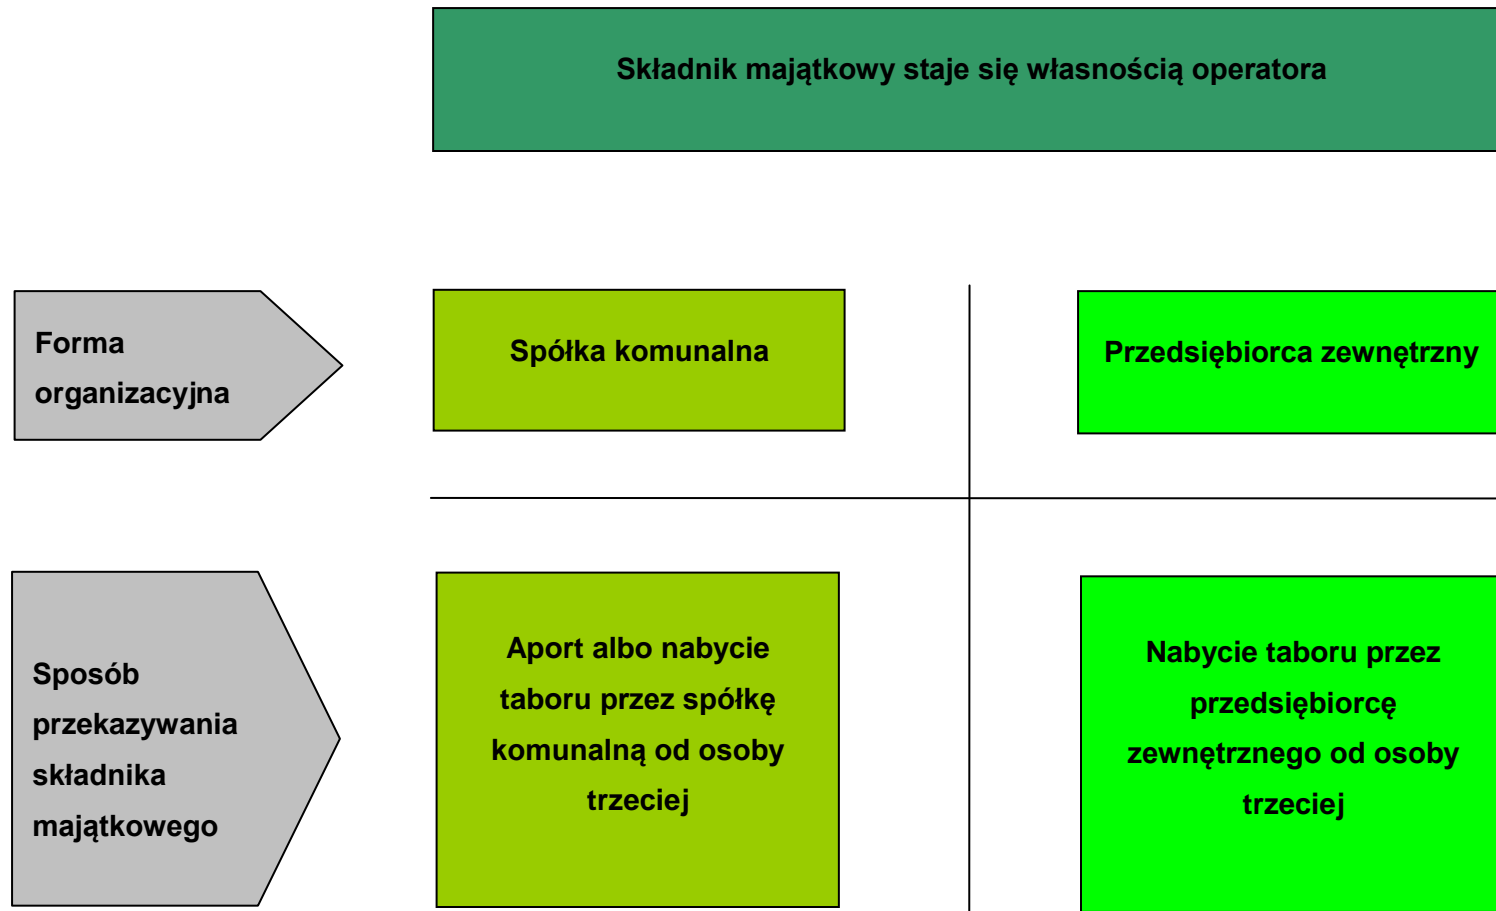 Składnik majątkowy staje się własnością operatora
Forma
organizacyjna
Spółka komunalna
Przedsiębiorca zewnętrzny
Sposób
przekazywania
składnika
majątkowego
Aport albo nabycie
taboru przez spółkę
komunalną od osoby
trzeciej
Nabycie taboru przez
przedsiębiorcę
zewnętrznego od osoby
trzeciej